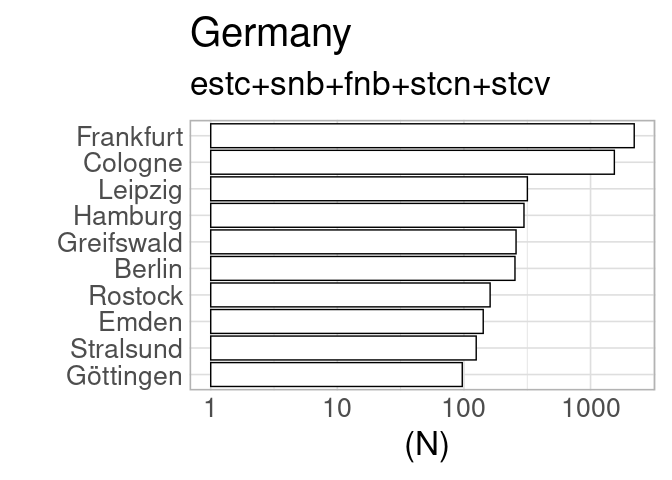 Germany
estc+snb+fnb+stcn+stcv
Frankfurt
Cologne
Leipzig
Hamburg
Greifswald
Berlin
Rostock
Emden
Stralsund
Göttingen
1 10 100 1000
(N)